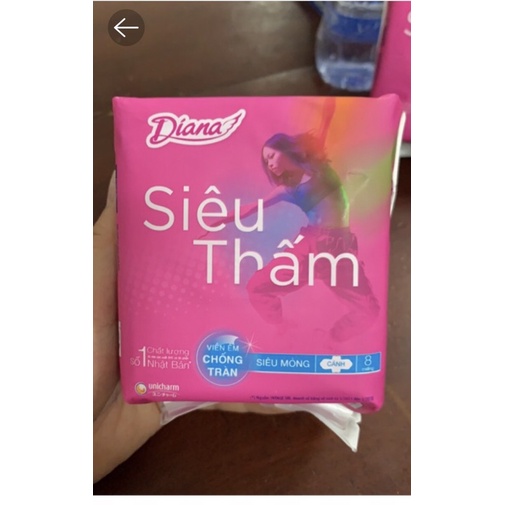 Diana
Siêu
Thấm
số 1
Chất lượng
Nhật Bản*
VIỀN ÊM
CHỐNG
TRÀN
SIÊU MỎNG
CÁNH
8
unicharm